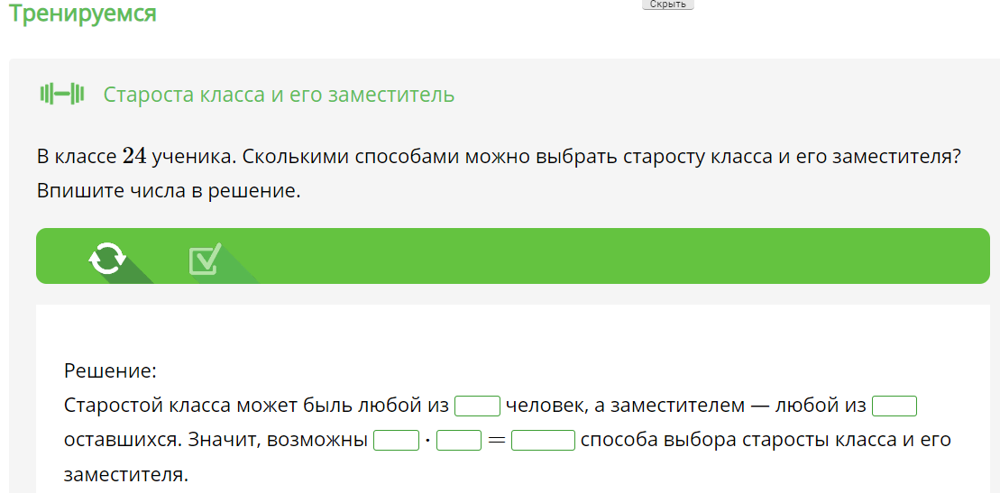 Скрыть
Тренируемся
Староста класса и его заместитель
В классе 24 ученика. Сколькими способами можно выбрать старосту класса и его заместителя?
Впишите числа в решение.
Решение:
Старостой класса может быль любой из человек, а заместителем — любой из
оставшихся. Значит, возможны · = способа выбора старосты класса и его
заместителя.